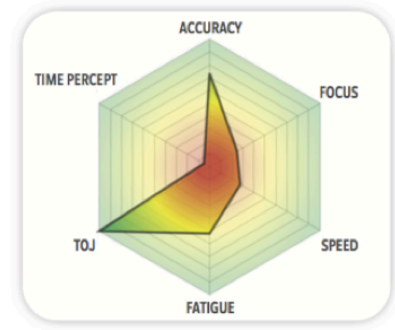 ACCURACY
TIME PERCEPT
FOCUS
TOJ
SPEED
FATIGUE